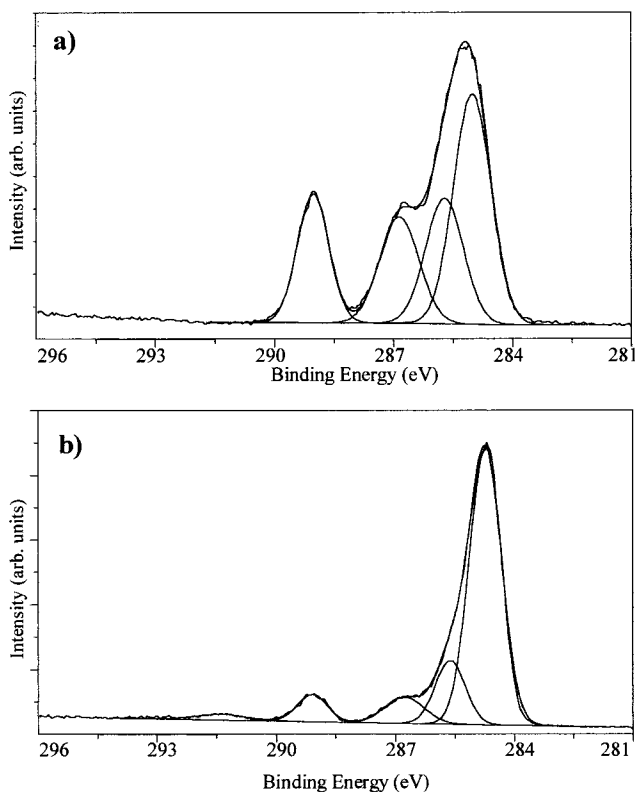 a)
Intensity (arb. units)
296 293 290 287 284 281
Binding Energy (eV)
b)
Intensity (arb. units)
296 293 290 287 284 281
Binding Energy (eV)